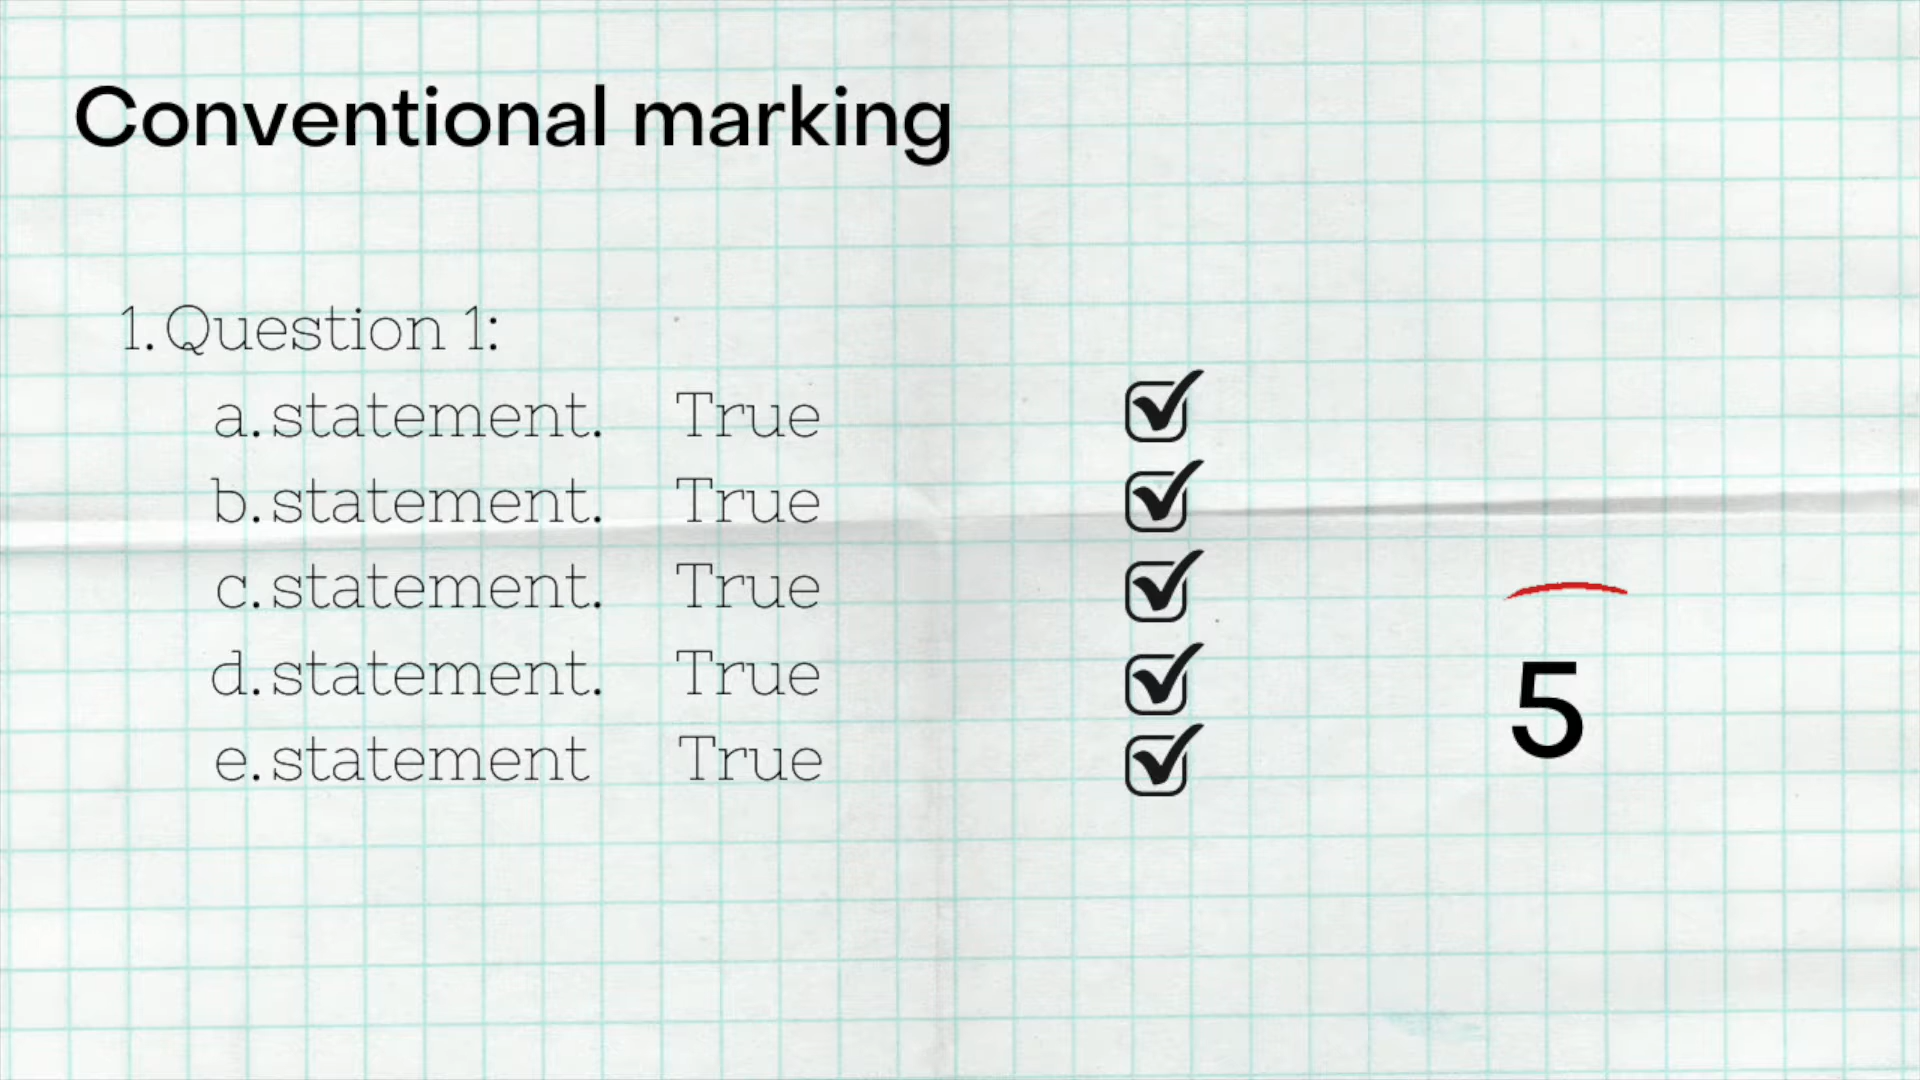 Conventional marking
1. Question 1:
a. statement. True
b. statement. True
c. statement. True
d. statement. True
e. statement True
5